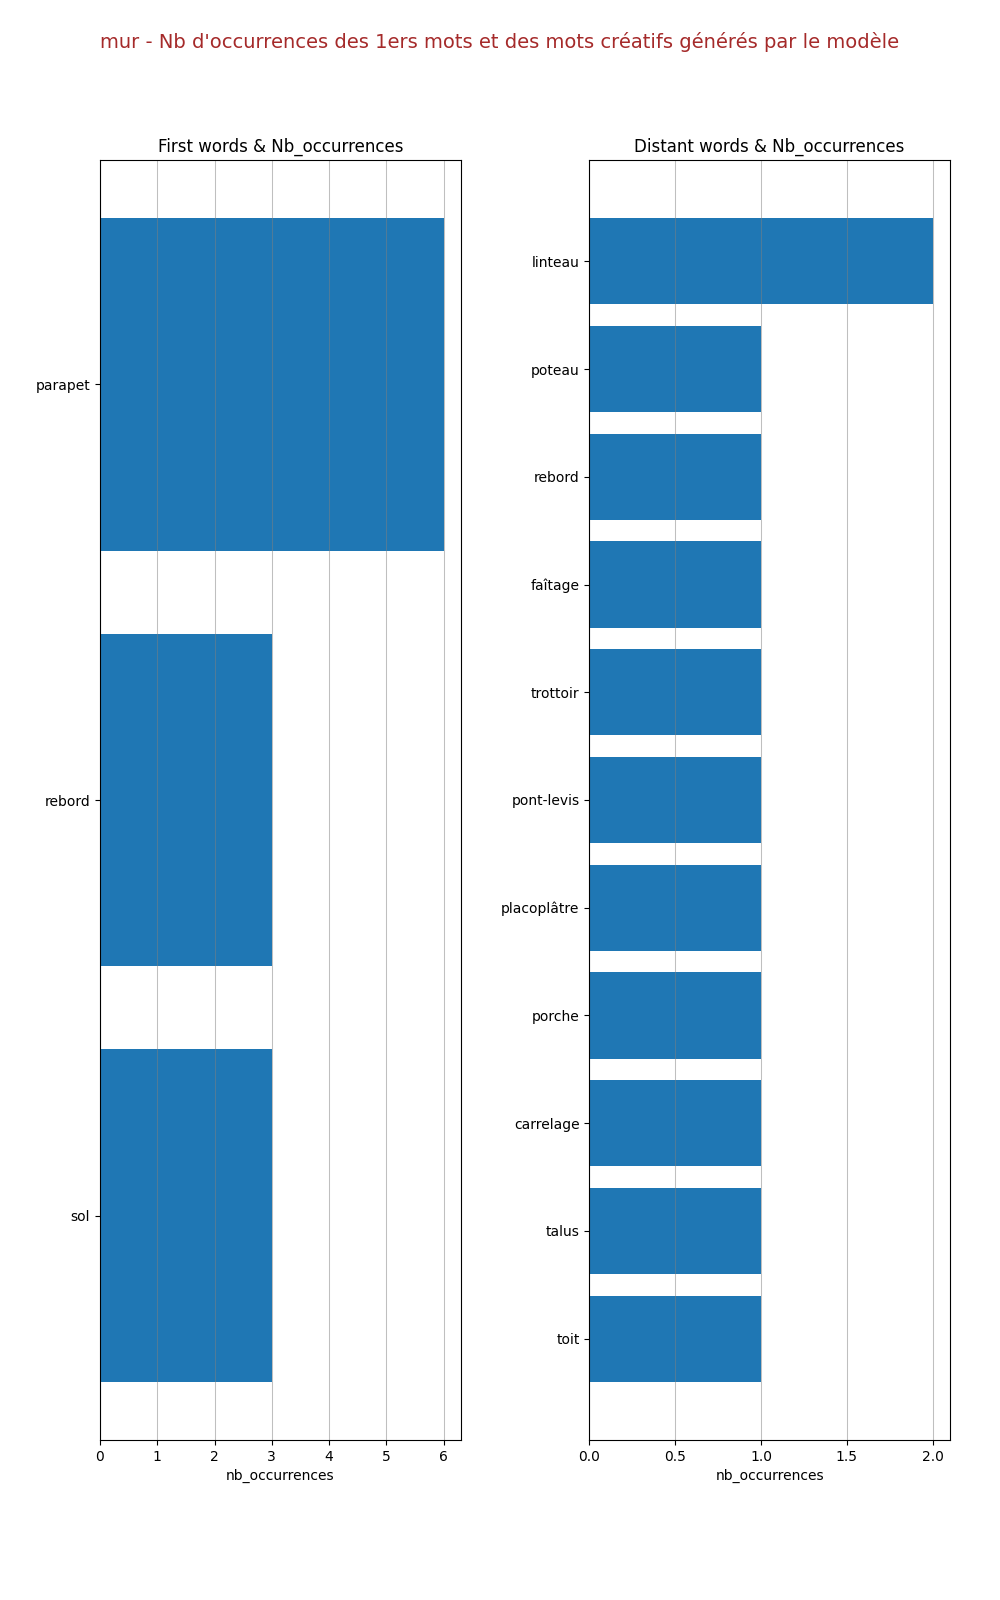 mur - Nb d'occurrences des 1ers mots et des mots créatifs générés par le modèle
First words & Nb_occurrences
parapet
rebord
sol
0 1 2 3 4 5 6
nb_occurrences
Distant words & Nb_occurrences
linteau
poteau
rebord
faîtage
trottoir
pont-levis
placoplâtre
porche
carrelage
talus
toit
0.0 0.5 1.0 1.5 2.0
nb_occurrences